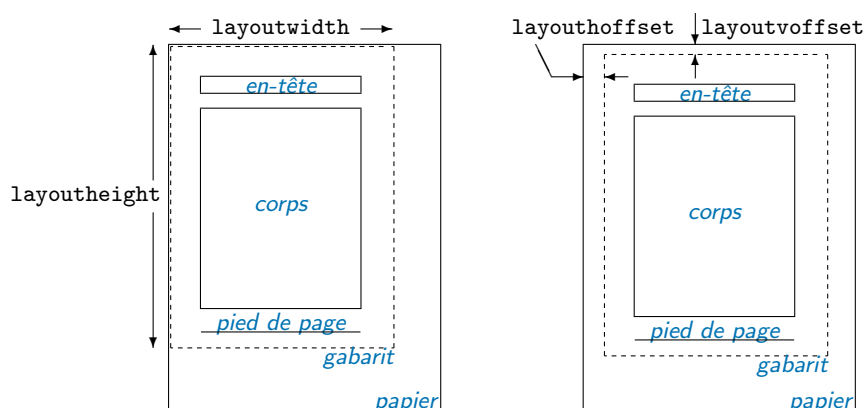 layoutwidth
layoutheight
en-tête
corps
pied de page
gabarit
papier
layouthoffset
layoutvoffset
en-tête
corps
pied de page
gabarit
papier